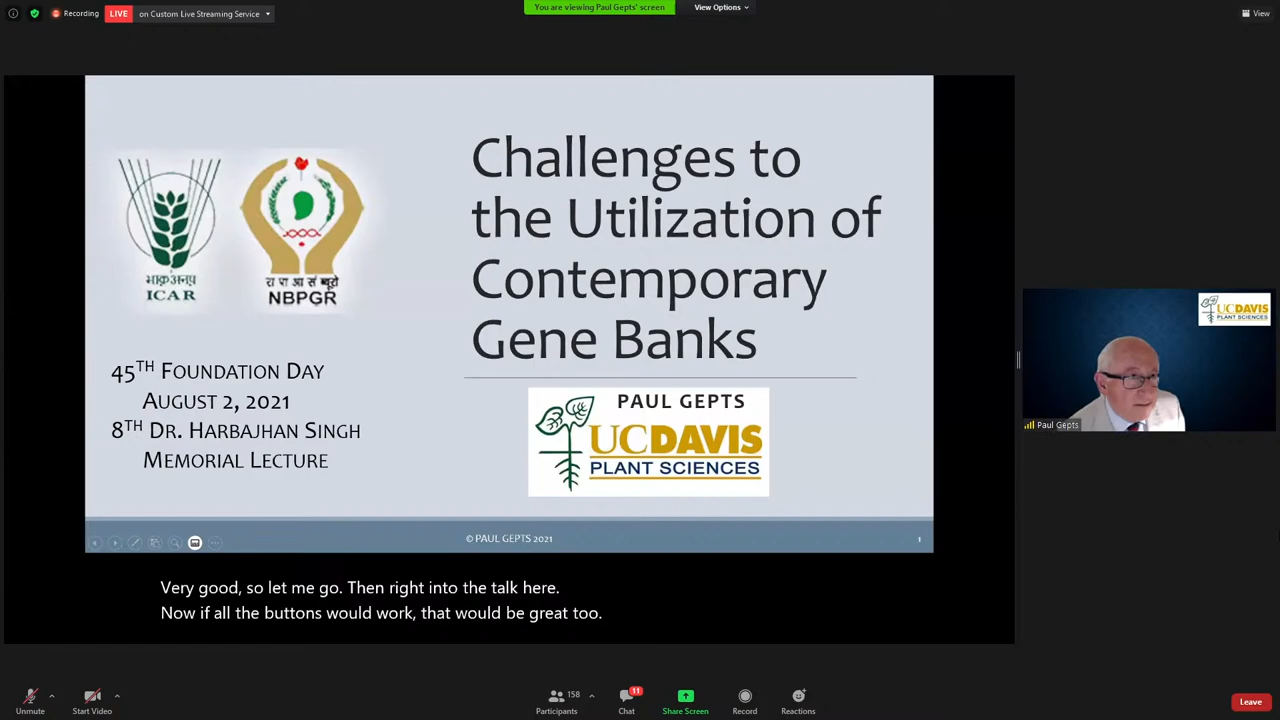 Recording
LIVE
on Custom Live Streaming Service
You are viewing Paul Gepts' screen
View Options
View
Challenges to
the Utilization of
Contemporary
Gene Banks
भाकृअनुप
ICAR
रा पा आ सं ब्यूरो
NBPGR
45TH FOUNDATION DAY
AUGUST 2, 2021
8TH DR. HARBAJHAN SINGH
MEMORIAL LECTURE
PAUL GEPTS
UCDAVIS
PLANT SCIENCES
© PAUL GEPTS 2021
1
UCDAVIS
PLANT SCIENCES
Paul Gepts
Very good, so let me go. Then right into the talk here.
Now if all the buttons would work, that would be great too.
Unmute
Start Video
158
Participants
11
Chat
Share Screen
Record
Reactions
Leave